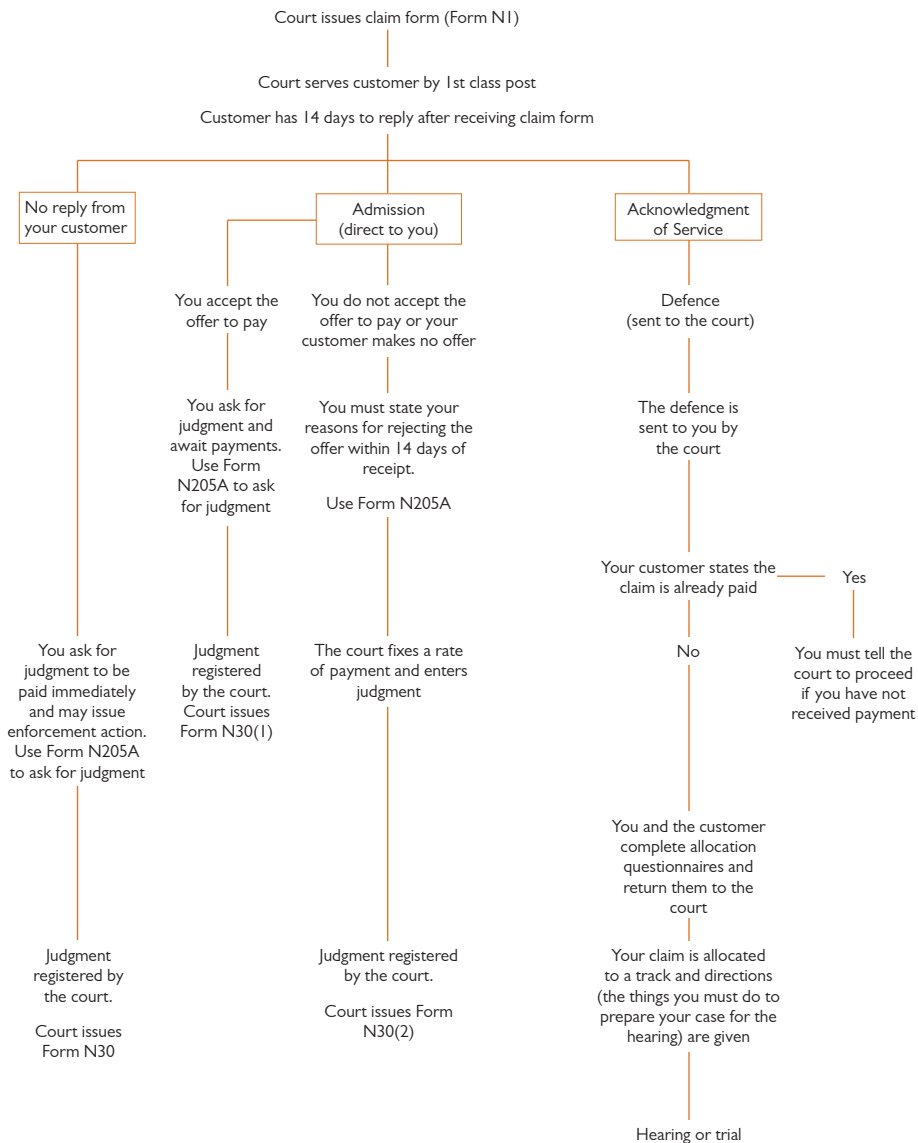 Court issues claim form (Form N1)
Court serves customer by 1st class post
Customer has 14 days to reply after receiving claim form
No reply from
your customer
Admission
(direct to you)
Acknowledgment
of Service
You accept the
offer to pay
You do not accept the
offer to pay or your
customer makes no offer
Defence
(sent to the court)
You ask for
judgment and
await payments.
Use Form
N205A to ask
for judgment
You must state your
reasons for rejecting the
offer within 14 days of
receipt.
Use Form N205A
The defence is
sent to you by
the court
Your customer states the
claim is already paid
Yes
You ask for
judgment to be
paid immediately
and may issue
enforcement action.
Use Form N205A
to ask for judgment
Judgment
registered
by the court.
Court issues
Form N30(1)
The court fixes a rate
of payment and enters
judgment
No
You must tell the
court to proceed
if you have not
received payment
You and the customer
complete allocation
questionnaires and
return them to the
court
Judgment
registered by
the court.
Court issues
Form N30
Judgment registered
by the court.
Court issues Form
N30(2)
Your claim is allocated
to a track and directions
(the things you must do to
prepare your case for the
hearing) are given
Hearing or trial